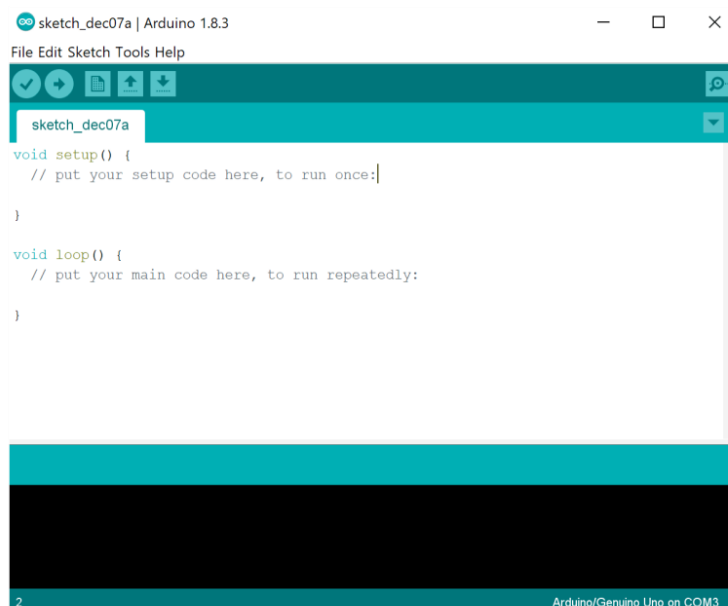 sketch_dec07a | Arduino 1.8.3
File Edit Sketch Tools Help
sketch_dec07a
void setup() {
  // put your setup code here, to run once:
}
void loop() {
  // put your main code here, to run repeatedly:
}
2
Arduino/Genuino Uno on COM3